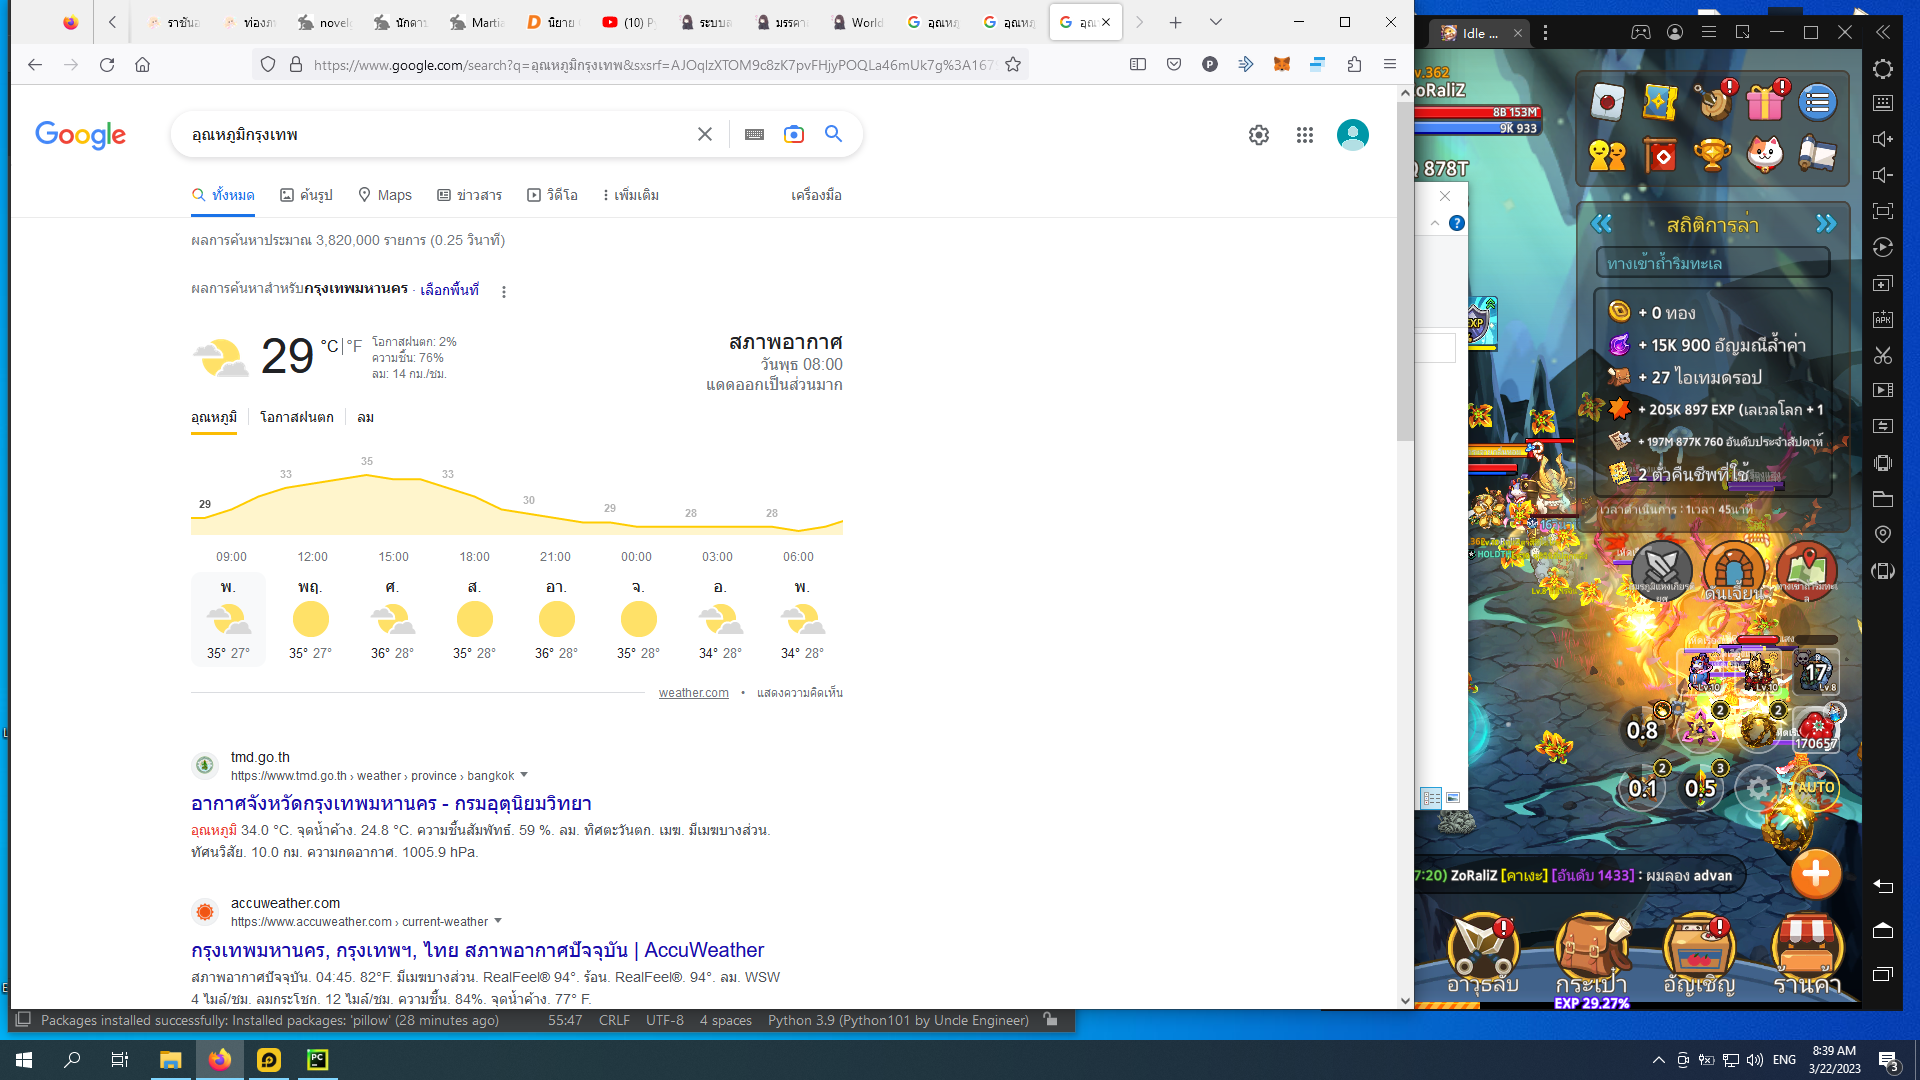 novel
นักดาบ
Martia
นิยาย
(10) P
ระบบส
มรรคา
World
อุณหภู
อุณหภู
อุณ
https://www.google.com/search?q=อุณหภูมิกรุงเทพ&sxsrf=AJOqlzXTOM9c8zK7pvFHjyPOQLa46mUk7g%3A167
Google
อุณหภูมิกรุงเทพ
ทั้งหมด
ค้นรูป
Maps
ข่าวสาร
วิดีโอ
เพิ่มเติม
เครื่องมือ
ผลการค้นหาประมาณ 3,820,000 รายการ (0.25 วินาที)
ผลการค้นหาสำหรับกรุงเทพมหานคร · เลือกพื้นที่
29 °C | °F
โอกาสฝนตก: 2%
ความชื้น: 76%
ลม: 14 กม./ชม.
สภาพอากาศ
วันพุธ 08:00
แดดออกเป็นส่วนมาก
อุณหภูมิ โอกาสฝนตก ลม
29 33 35 33 30 29 28 28
09:00 12:00 15:00 18:00 21:00 00:00 03:00 06:00
พ. พฤ. ศ. ส. อา. จ. อ. พ.
35° 27° 35° 27° 36° 28° 35° 28° 36° 28° 35° 28° 34° 28° 34° 28°
weather.com • แสดงความคิดเห็น
tmd.go.th
https://www.tmd.go.th › weather › province › bangkok
อากาศจังหวัดกรุงเทพมหานคร - กรมอุตุนิยมวิทยา
อุณหภูมิ 34.0 °C. จุดน้ำค้าง. 24.8 °C. ความชื้นสัมพัทธ์. 59 %. ลม. ทิศตะวันตก. เมฆ. มีเมฆบางส่วน.
ทัศนวิสัย. 10.0 กม. ความกดอากาศ. 1005.9 hPa.
accuweather.com
https://www.accuweather.com › current-weather
กรุงเทพมหานคร, กรุงเทพฯ, ไทย สภาพอากาศปัจจุบัน | AccuWeather
สภาพอากาศปัจจุบัน. 04:45. 82°F. มีเมฆบางส่วน. RealFeel® 94°. ร้อน. RealFeel®. 94°. ลม. WSW
4 ไมล์/ชม. ลมกระโชก. 12 ไมล์/ชม. ความชื้น. 84%. จุดน้ำค้าง. 77° F.
Packages installed successfully: Installed packages: 'pillow' (28 minutes ago)
55:47 CRLF UTF-8 4 spaces Python 3.9 (Python101 by Uncle Engineer)
Idle ...
v.362
ZoRaliZ
8B 153M
9K 933
878T
สถิติการล่า
ทางเข้าถ้ำริมทะเล
+ 0 ทอง
+ 15K 900 อัญมณีล้ำค่า
+ 27 ไอเทมดรอป
+ 205K 897 EXP (เลเวลโลก + 1
+ 197M 877K 760 อันดับประจำสัปดาห์
2 ตัวคืนชีพที่ใช้
เวลาดำเนินการ : 1เวลา 45นาที
ดันเจี้ยน
Lv.10
Lv.10
17
Lv 8
0.8
2
2
170657
0.1
2
0.5
3
AUTO
7:20) ZoRaliZ [คาเงะ] [อันดับ 1433] : ผมลอง advan
อาวุธลับ
กระเป๋า
อัญเชิญ
ร้านค้า
EXP 29.27%
APK
EXP
ENG
8:39 AM
3/22/2023
3